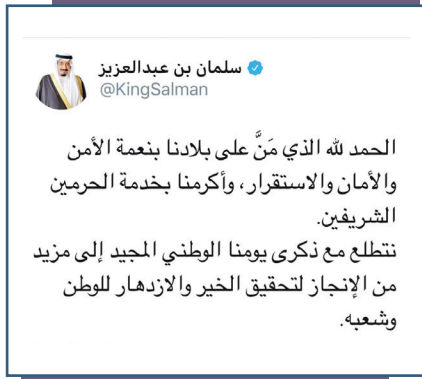 سلمان بن عبدالعزيز
@KingSalman
الحمد لله الذي مَنَّ على بلادنا بنعمة الأمن
والأمان والاستقرار، وأكرمنا بخدمة الحرمين
الشريفين.
نتطلع مع ذكرى يومنا الوطني المجيد إلى مزيد
من الإنجاز لتحقيق الخير والازدهار للوطن
وشعبه.